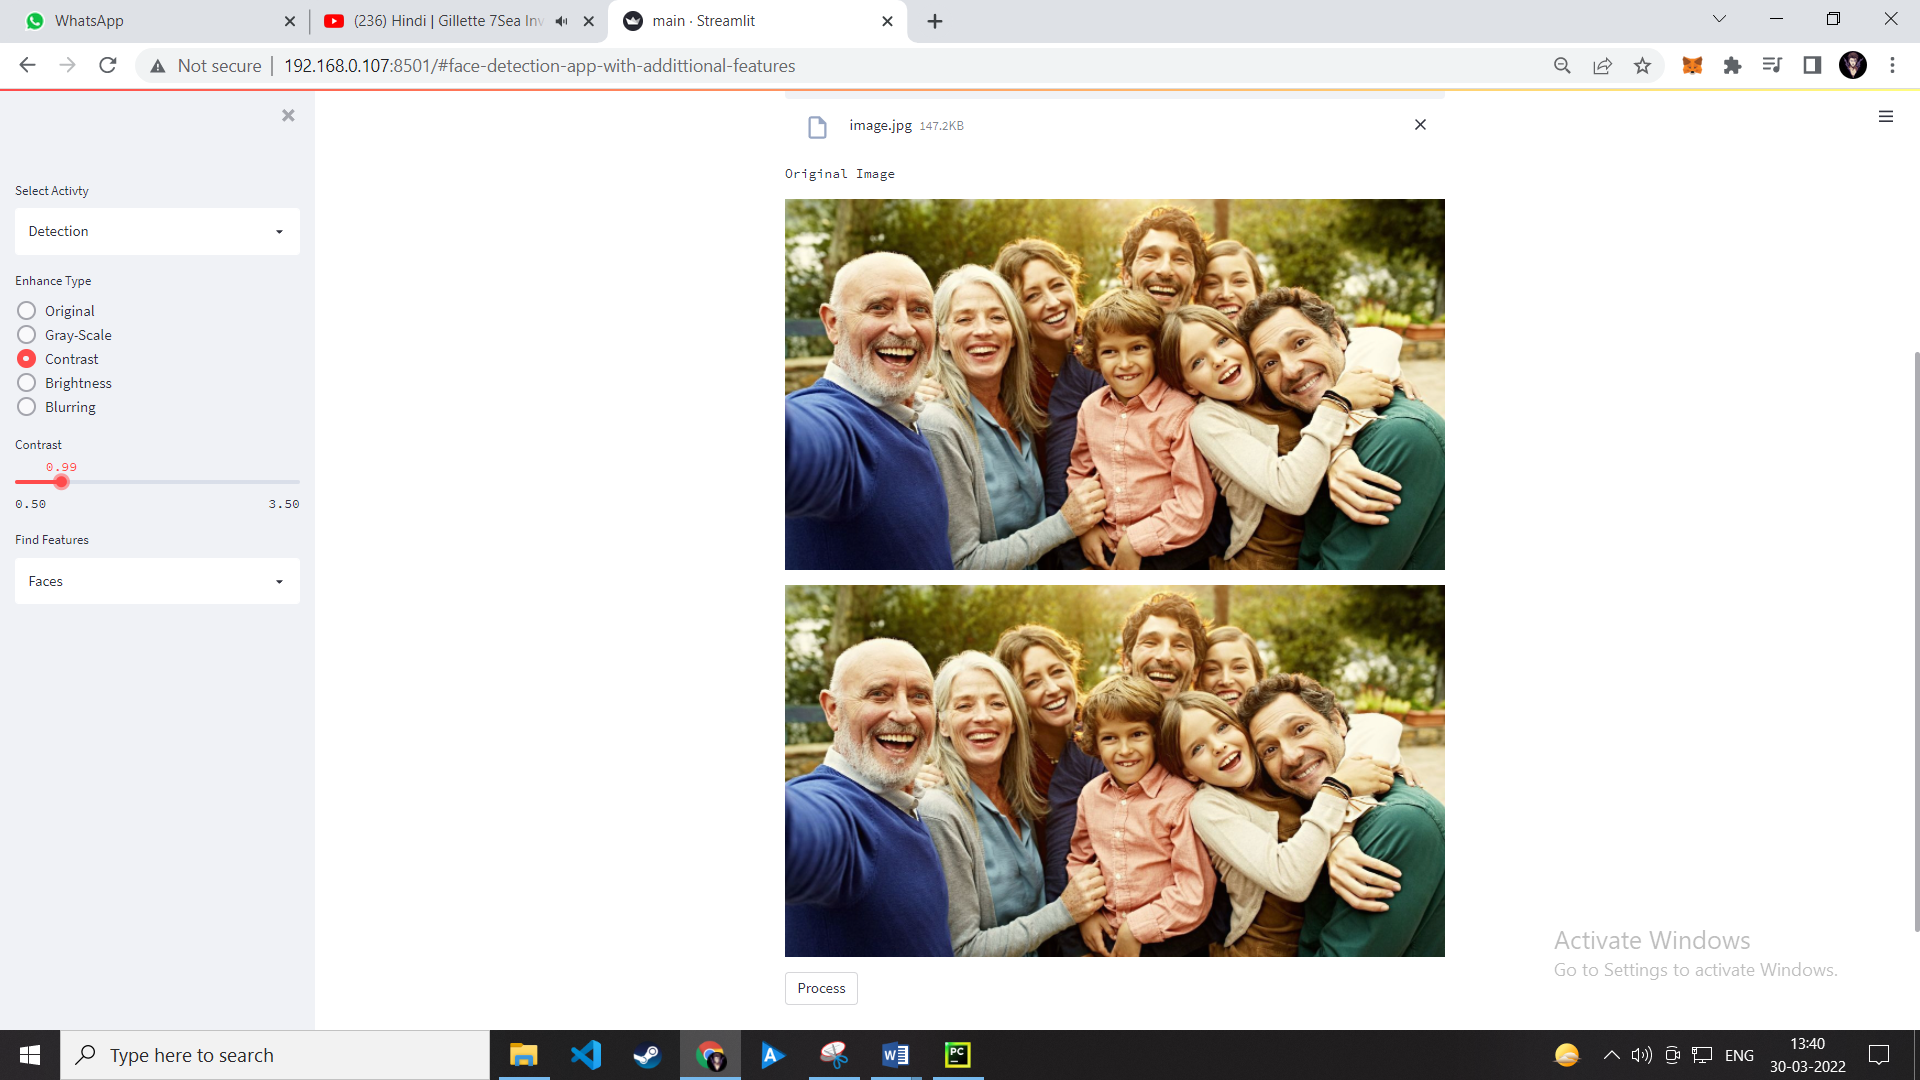 WhatsApp
(236) Hindi | Gillette 7Sea Inv
main · Streamlit
Not secure
192.168.0.107:8501/#face-detection-app-with-addittional-features
image.jpg 147.2KB
Original Image
Select Activty
Detection
Enhance Type
Original
Gray-Scale
Contrast
Brightness
Blurring
Contrast
0.99
0.50 3.50
Find Features
Faces
Process
Activate Windows
Go to Settings to activate Windows.
Type here to search
W
PC
ENG
13:40
30-03-2022